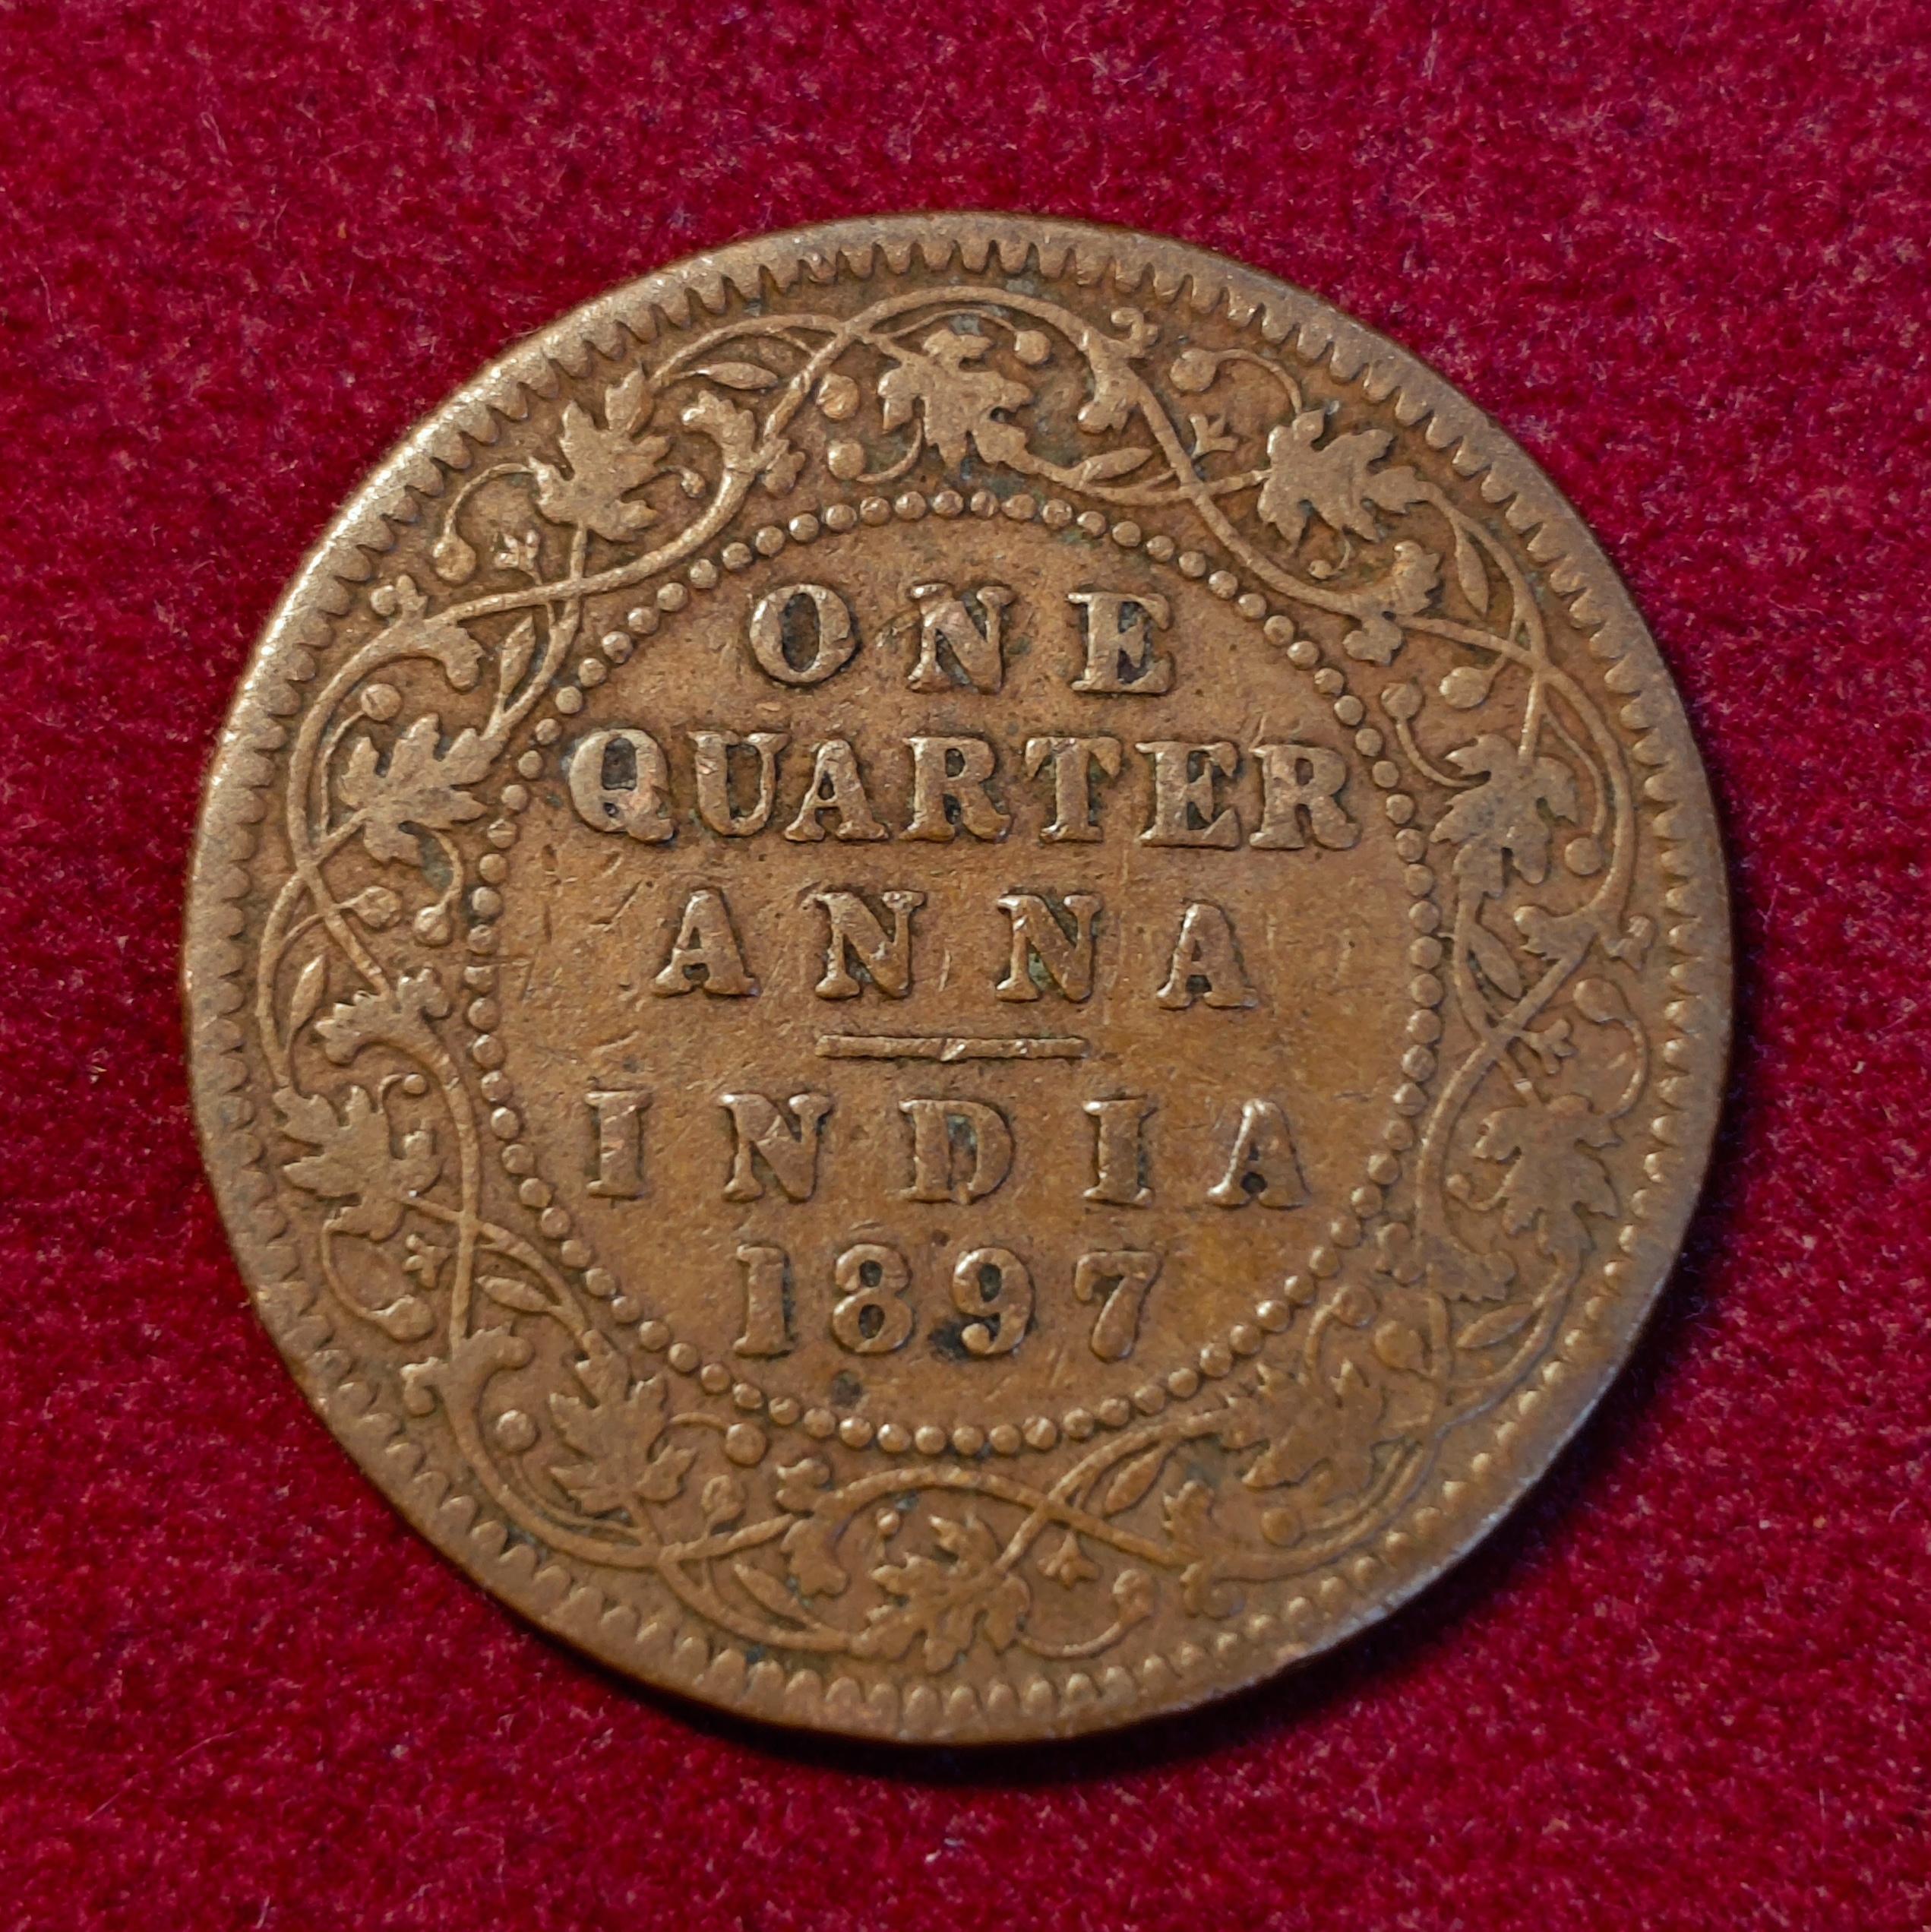 ONE
QUARTER
ANNA
INDIA
1897